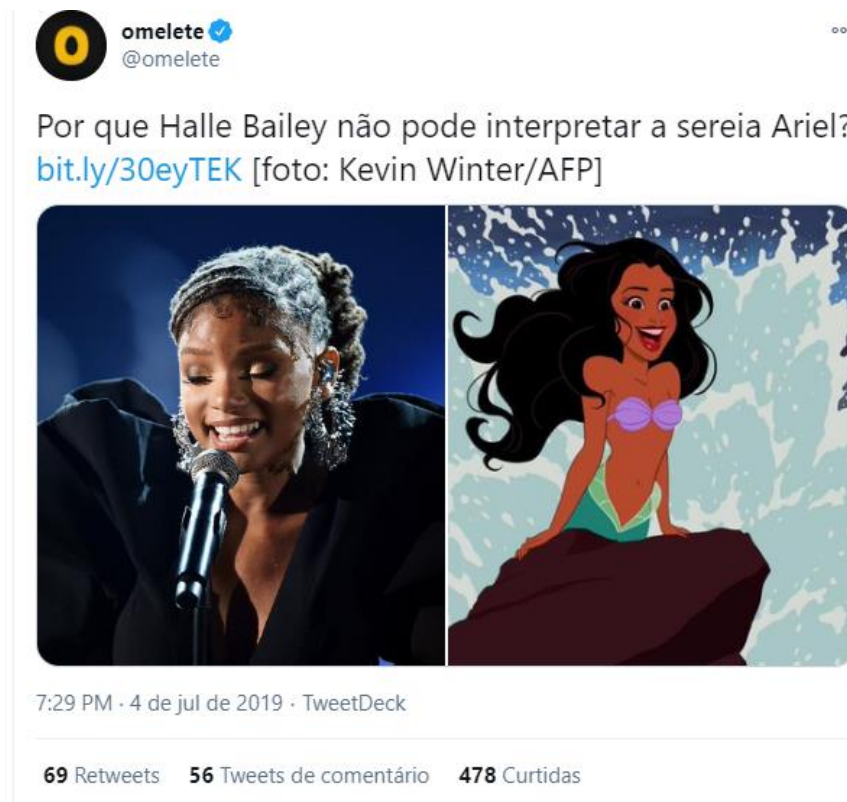 omelete
@omelete
Por que Halle Bailey não pode interpretar a sereia Ariel?
bit.ly/30eyTEK [foto: Kevin Winter/AFP]
7:29 PM · 4 de jul de 2019 · TweetDeck
69 Retweets 56 Tweets de comentário 478 Curtidas